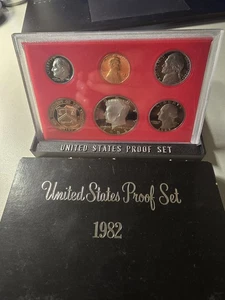 UNITED STATES PROOF SET
United States Proof Set
1982